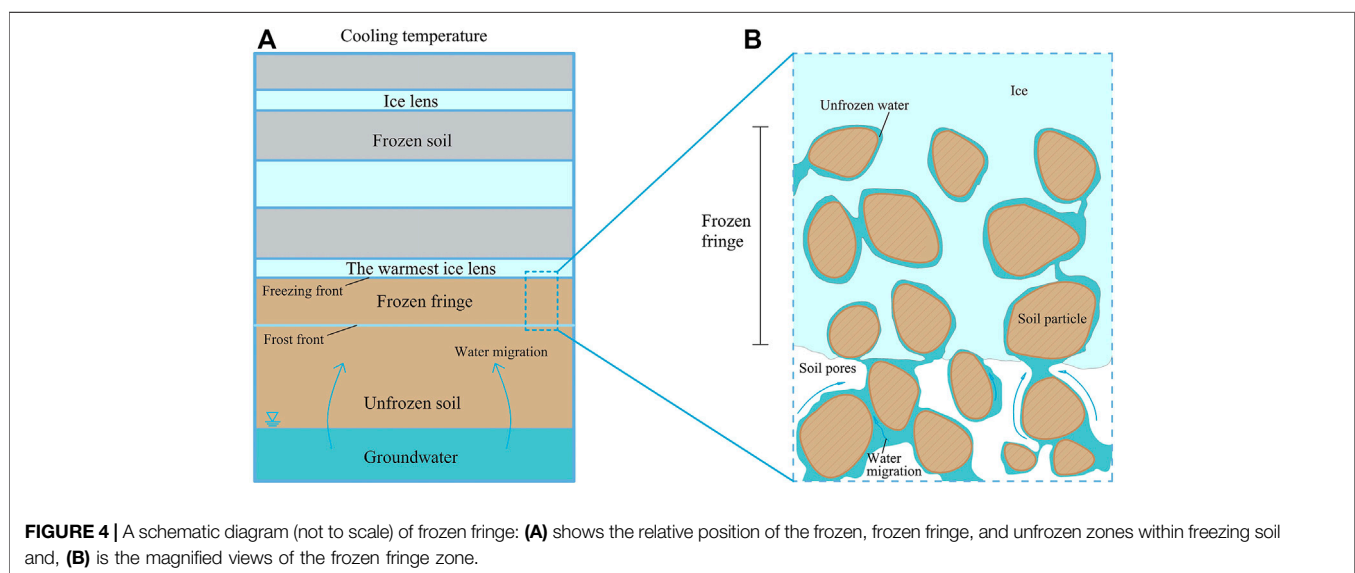 A
Cooling temperature
Ice lens
Frozen soil
The warmest ice lens
Freezing front
Frozen fringe
Frost front
Water migration
Unfrozen soil
Groundwater
B
Ice
Unfrozen water
Frozen
fringe
Soil particle
Soil pores
Water
migration
FIGURE 4 | A schematic diagram (not to scale) of frozen fringe: (A) shows the relative position of the frozen, frozen fringe, and unfrozen zones within freezing soil
and, (B) is the magnified views of the frozen fringe zone.